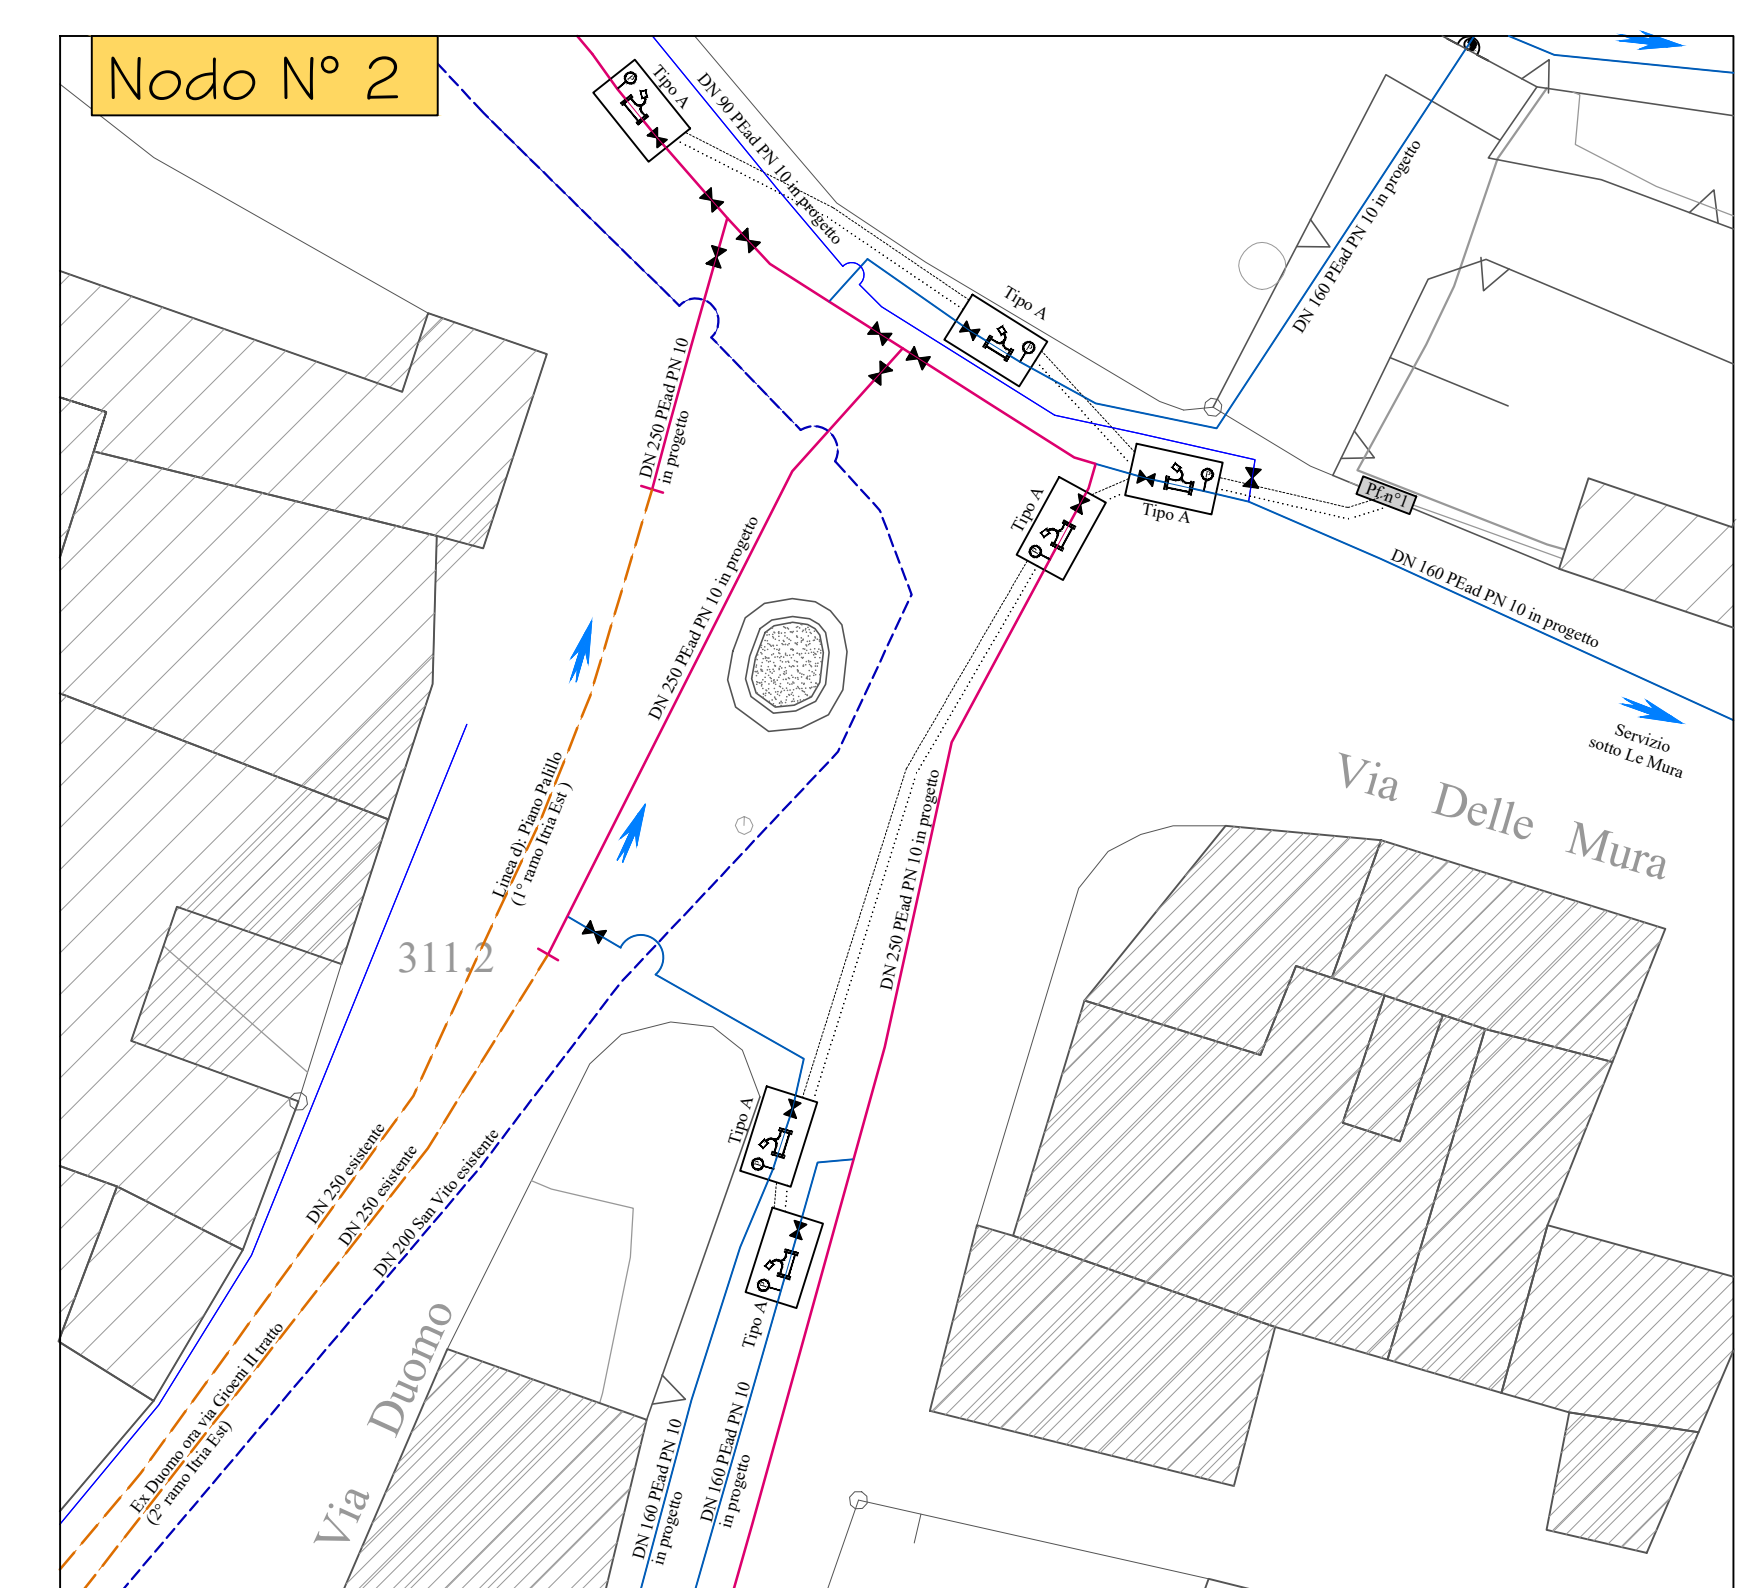 Nodo N° 2
Tipo A
DN 90 PEad PN 10 in progetto
DN 160 PEad PN 10 in progetto
Tipo A
DN 250 PEad PN 10
in progetto
Tipo A
Tipo A
Pf.n°1
DN 160 PEad PN 10 in progetto
DN 250 PEad PN 10 in progetto
Servizio
sotto Le Mura
Via Delle Mura
Linea d): Piano Palillo
(1° ramo Itria Est )
DN 250 PEad PN 10 in progetto
311.2
Tipo A
DN 250 esistente
DN 250 esistente
DN 200 San Vito esistente
Tipo A
Ex Duomo ora via Gioeni II tratto
(2° ramo Itria Est)
Via Duomo
DN 160 PEad PN 10
in progetto
DN 160 PEad PN 10
in progetto